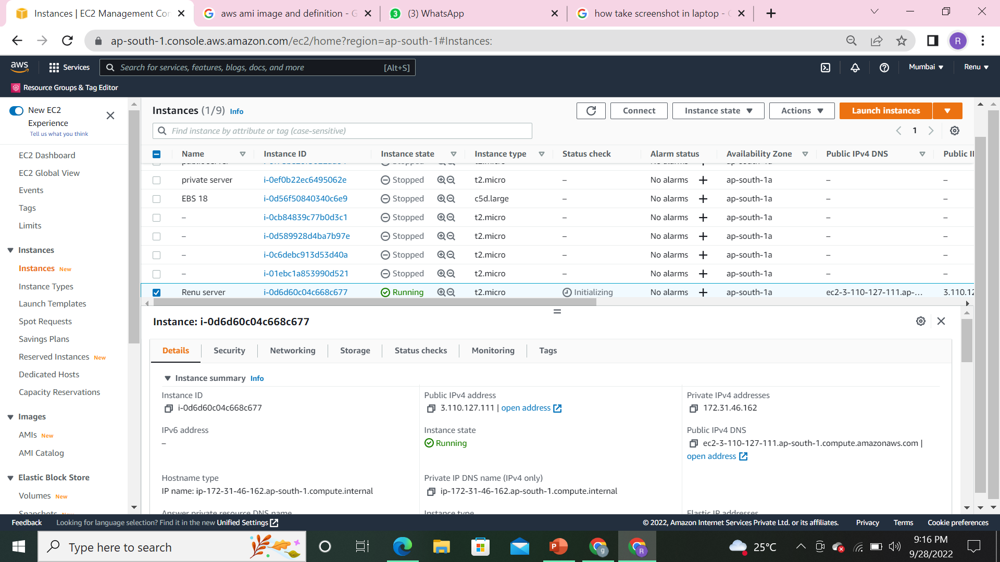 Instances | EC2 Management Con
aws ami image and definition - G
(3) WhatsApp
how take screenshot in laptop - G
ap-south-1.console.aws.amazon.com/ec2/home?region=ap-south-1#Instances:
R
aws
Services
Search for services, features, blogs, docs, and more
[Alt+S]
Mumbai
Renu
Resource Groups & Tag Editor
New EC2
Experience
Tell us what you think
EC2 Dashboard
EC2 Global View
Events
Tags
Limits
Instances
Instances New
Instance Types
Launch Templates
Spot Requests
Savings Plans
Reserved Instances New
Dedicated Hosts
Capacity Reservations
Images
AMIs New
AMI Catalog
Elastic Block Store
Volumes New
Snapshots
Instances (1/9) Info
Connect
Instance state
Actions
Launch instances
Find instance by attribute or tag (case-sensitive)
1
Name Instance ID Instance state Instance type Status check Alarm status Availability Zone Public IPv4 DNS Public
private server i-0ef0b22ec6495062e Stopped t2.micro – No alarms + ap-south-1a – –
EBS 18 i-0d56f50840340c6e9 Stopped c5d.large – No alarms + ap-south-1a – –
– i-0cb84839c77b0d3c1 Stopped t2.micro – No alarms + ap-south-1a – –
– i-0d589928d4ba7b97e Stopped t2.micro – No alarms + ap-south-1a – –
– i-0c6debc913d53d40a Stopped t2.micro – No alarms + ap-south-1a – –
– i-01ebc1a853990d521 Stopped t2.micro – No alarms + ap-south-1a – –
Renu server i-0d6d60c04c668c677 Running t2.micro Initializing No alarms + ap-south-1a ec2-3-110-127-111.ap-... 3.110.12
Instance: i-0d6d60c04c668c677
Details Security Networking Storage Status checks Monitoring Tags
Instance summary Info
Instance ID
i-0d6d60c04c668c677
Public IPv4 address
3.110.127.111 | open address
Private IPv4 addresses
172.31.46.162
IPv6 address
–
Instance state
Running
Public IPv4 DNS
ec2-3-110-127-111.ap-south-1.compute.amazonaws.com |
open address
Hostname type
IP name: ip-172-31-46-162.ap-south-1.compute.internal
Private IP DNS name (IPv4 only)
ip-172-31-46-162.ap-south-1.compute.internal
Answer private resource DNS name
Instance type
Elastic IP addresses
Feedback
Looking for language selection? Find it in the new Unified Settings
© 2022, Amazon Internet Services Private Ltd. or its affiliates.
Privacy
Terms
Cookie preferences
Type here to search
25°C
9:16 PM
9/28/2022